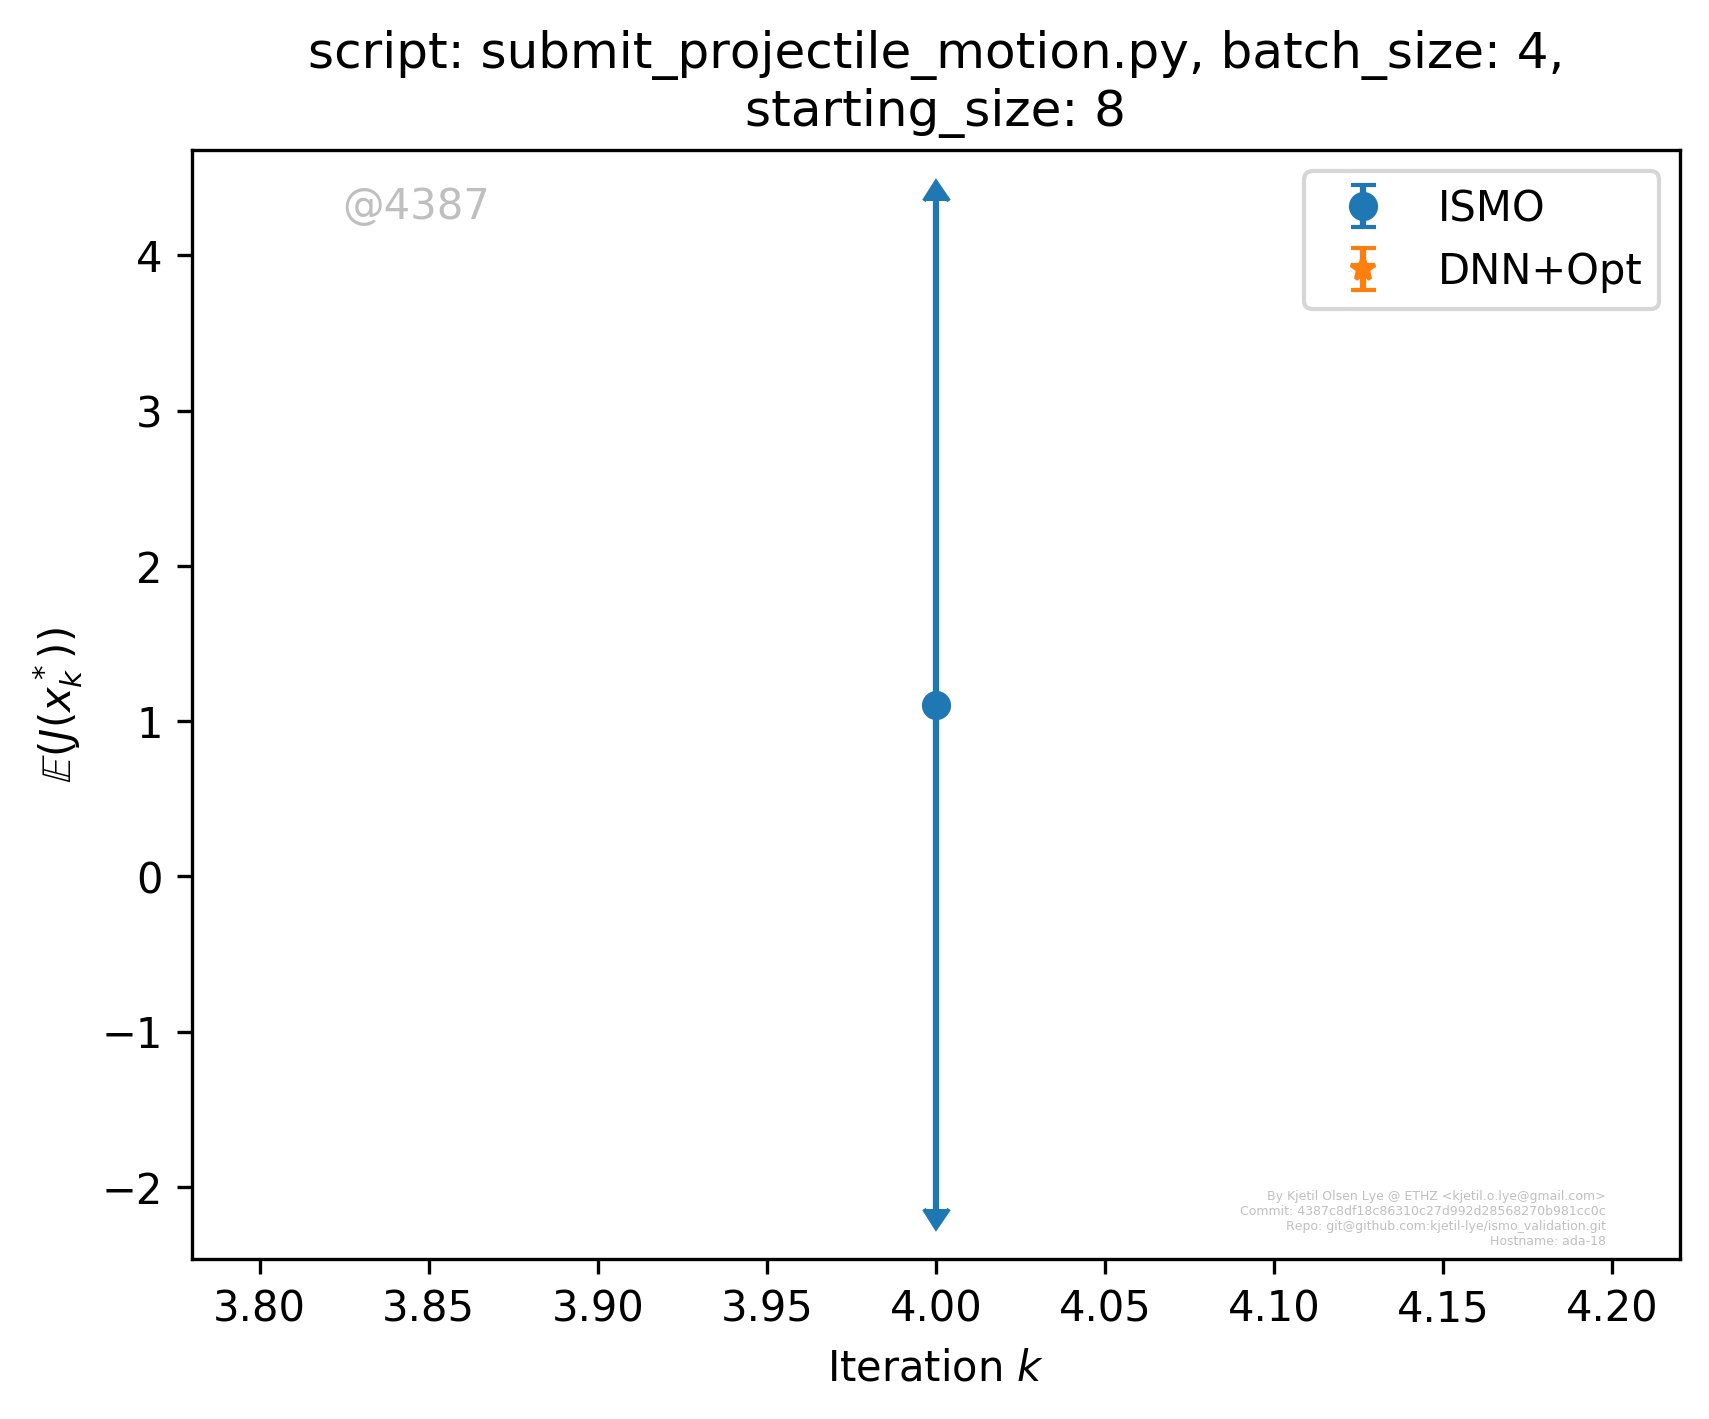 script: submit_projectile_motion.py, batch_size: 4,
starting_size: 8
@4387
ISMO
DNN+Opt
4
3
2
1
0
−1
−2
𝔼(J(x*k))
3.80 3.85 3.90 3.95 4.00 4.05 4.10 4.15 4.20
Iteration k
By Kjetil Olsen Lye @ ETHZ <kjetil.o.lye@gmail.com>
Commit: 4387c8df18c86310c27d992d28568270b981cc0c
Repo: git@github.com:kjetil-lye/ismo_validation.git
Hostname: ada-18